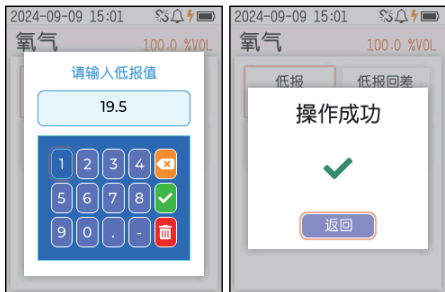 2024-09-09 15:01
氧气
100.0 %VOL
请输入低报值
19.5
1 2 3 4
5 6 7 8
9 0 . -
2024-09-09 15:01
氧气
100.0 %VOL
低报
低报回差
操作成功
返回